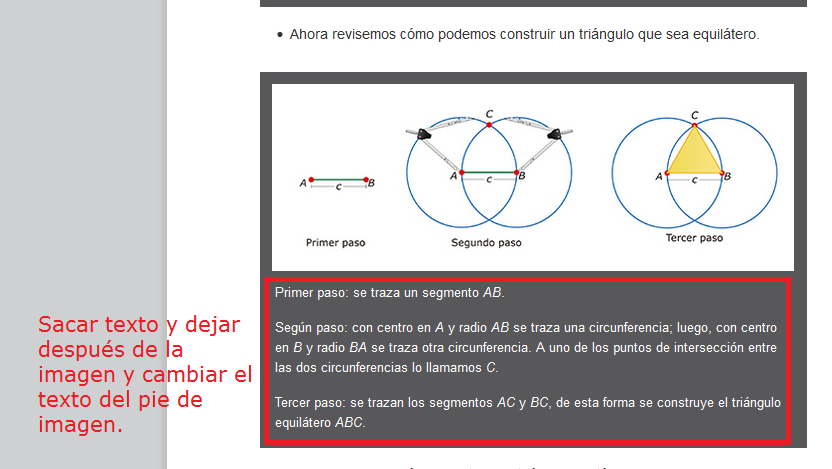 • Ahora revisemos cómo podemos construir un triángulo que sea equilátero.
C
A
B
c
Primer paso
A
B
c
Segundo paso
C
A
B
c
Tercer paso
Primer paso: se traza un segmento AB.
Según paso: con centro en A y radio AB se traza una circunferencia; luego, con centro
en B y radio BA se traza otra circunferencia. A uno de los puntos de intersección entre
las dos circunferencias lo llamamos C.
Tercer paso: se trazan los segmentos AC y BC, de esta forma se construye el triángulo
equilátero ABC.
Sacar texto y dejar
después de la
imagen y cambiar el
texto del pie de
imagen.